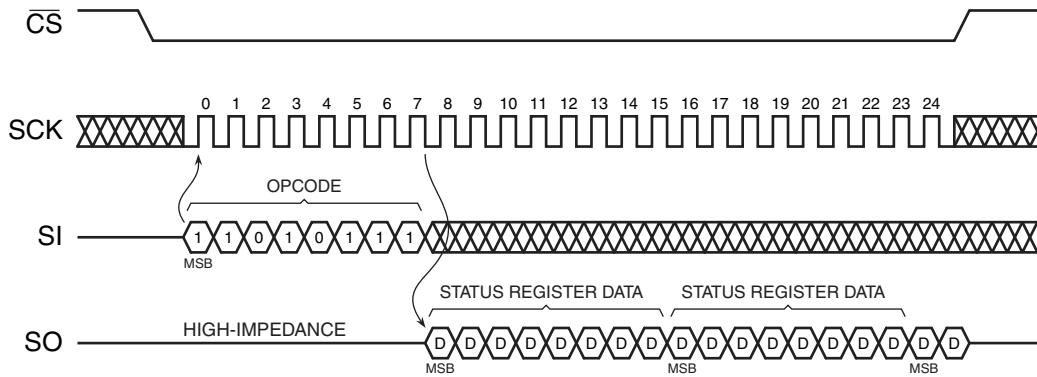 CS
0 1 2 3 4 5 6 7 8 9 10 11 12 13 14 15 16 17 18 19 20 21 22 23 24
SCK
OPCODE
SI 1 1 0 1 0 1 1 1
MSB
STATUS REGISTER DATA STATUS REGISTER DATA
HIGH-IMPEDANCE
SO D D D D D D D D D D D D D D D D D D
MSB MSB MSB